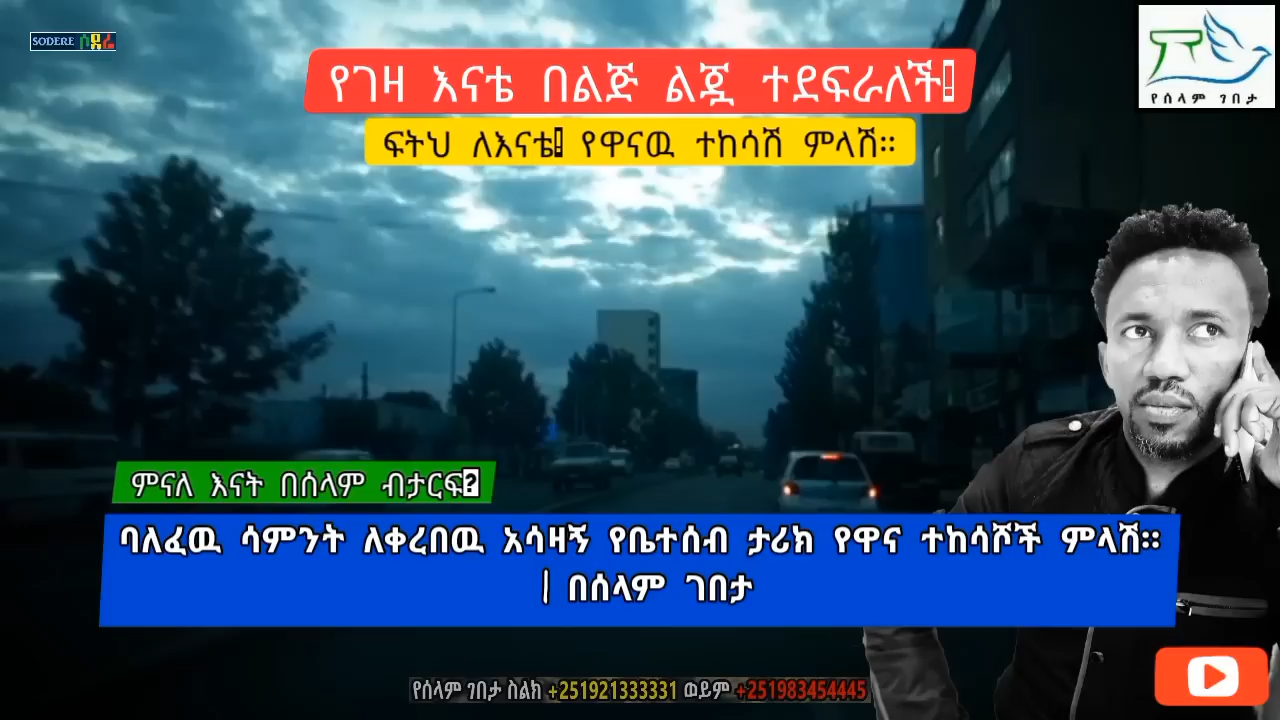 SODERE ሶደሬ
የሰላም ገበታ
የገዛ እናቴ በልጅ ልጇ ተደፍራለች
ፍትህ ለእናቴ የዋናዉ ተከሳሽ ምላሽ።
ምናለ እናት በሰላም ብታርፍ?
ባለፈዉ ሳምንት ለቀረበዉ አሳዛኝ የቤተሰብ ታሪክ የዋና ተከሳሾች ምላሽ።
| በሰላም ገበታ
የሰላም ገበታ ስልክ +251921333331 ወይም +251983454445